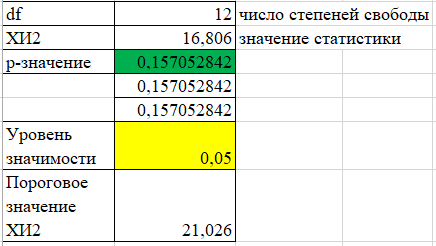 df 12 число степеней свободы
ХИ2 16,806 значение статистики
p-значение 0,157052842
0,157052842
0,157052842
Уровень
значимости 0,05
Пороговое
значение
ХИ2 21,026